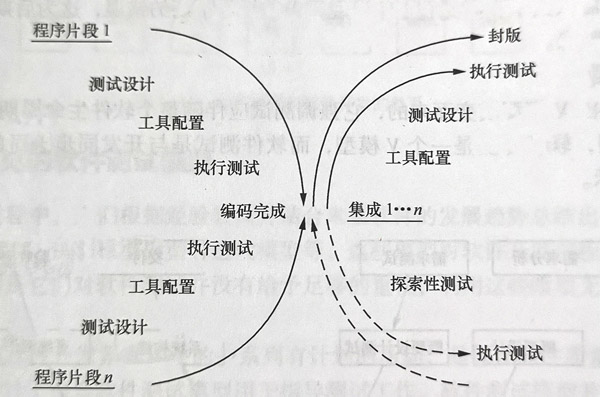 程序片段1
测试设计
工具配置
执行测试
编码完成
执行测试
工具配置
测试设计
程序片段n
封版
执行测试
测试设计
工具配置
集成1…n
探索性测试
执行测试